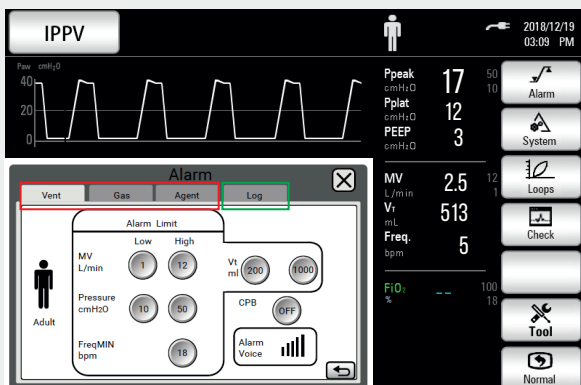 IPPV
2018/12/19
03:09 PM
Paw cmH2O
40
20
0
Ppeak
cmH2O
17
50
10
Pplat
cmH2O
12
PEEP
cmH2O
3
MV
L/min
2.5
12
1
VT
mL
513
Freq.
bpm
5
FiO2
%
--
100
18
Alarm
System
Loops
Check
Tool
Normal
Alarm
Vent Gas Agent Log
Alarm Limit
Low High
MV
L/min
1 12
Vt
ml
200 1000
Pressure
cmH2O
10 50
CPB
OFF
Adult
FreqMIN
bpm
18
Alarm
Voice